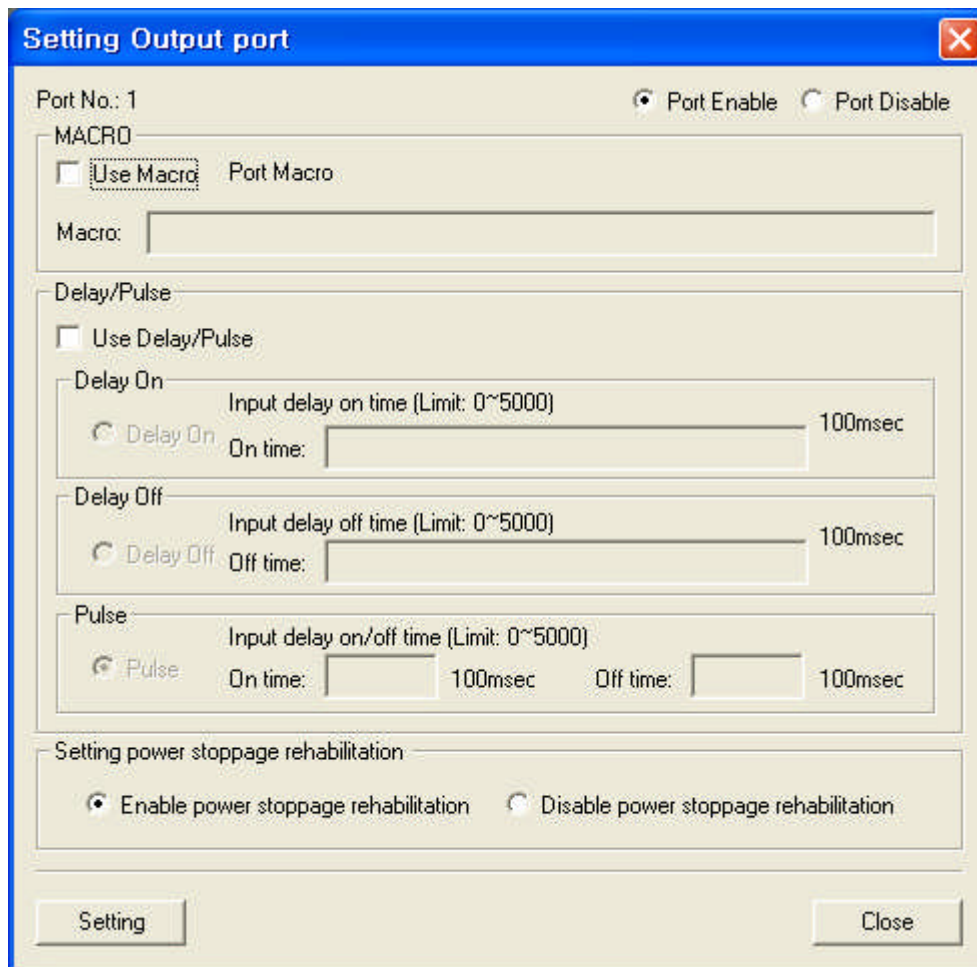 Setting Output port
Port No.: 1
Port Enable
Port Disable
MACRO
Use Macro
Port Macro
Macro:
Delay/Pulse
Use Delay/Pulse
Delay On
Input delay on time (Limit: 0~5000)
Delay On
On time:
100msec
Delay Off
Input delay off time (Limit: 0~5000)
Delay Off
Off time:
100msec
Pulse
Input delay on/off time (Limit: 0~5000)
Pulse
On time:
100msec
Off time:
100msec
Setting power stoppage rehabilitation
Enable power stoppage rehabilitation
Disable power stoppage rehabilitation
Setting
Close